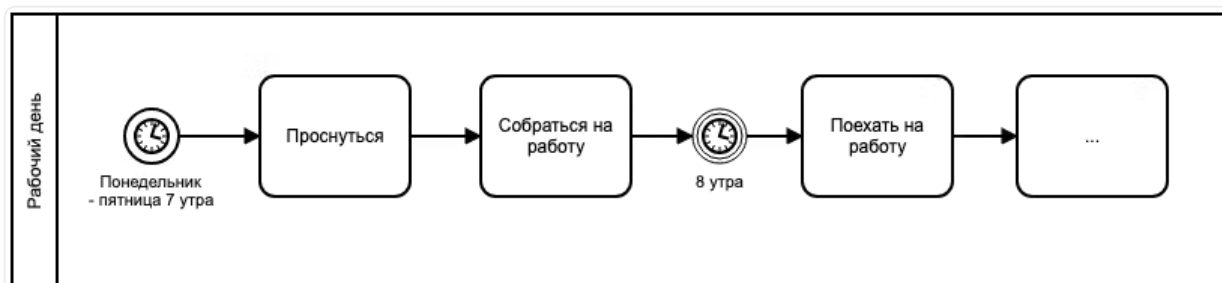 Рабочий день
Понедельник
- пятница 7 утра
Проснуться
Собраться на
работу
8 утра
Поехать на
работу
...